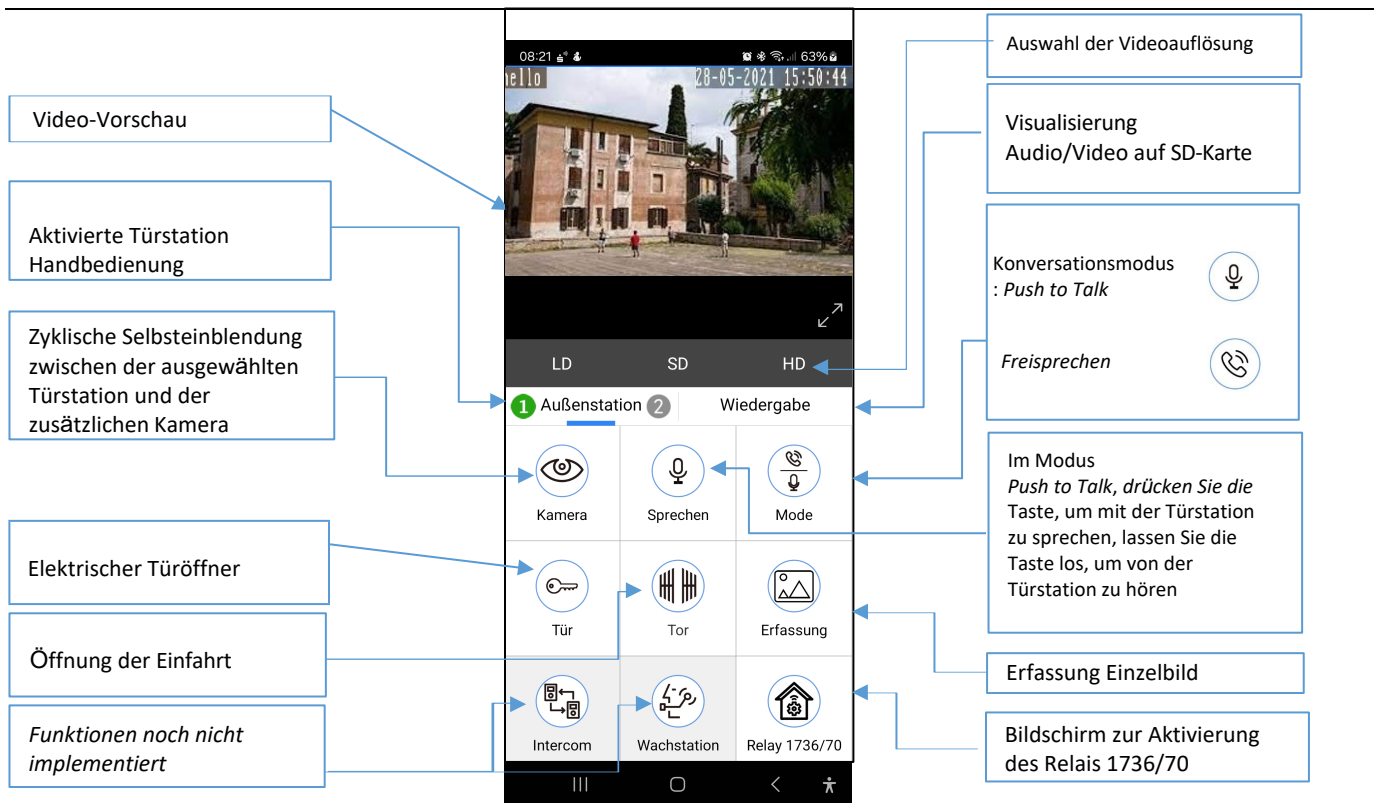 Video-Vorschau
Aktivierte Türstation
Handbedienung
Zyklische Selbsteinblendung
zwischen der ausgewählten
Türstation und der
zusätzlichen Kamera
Elektrischer Türöffner
Öffnung der Einfahrt
Funktionen noch nicht
implementiert
08:21 63%
hello 28-05-2021 15:50:44
LD SD HD
1 Außenstation 2 Wiedergabe
Kamera Sprechen Mode
Tür Tor Erfassung
Intercom Wachstation Relay 1736/70
Auswahl der Videoauflösung
Visualisierung
Audio/Video auf SD-Karte
Konversationsmodus
: Push to Talk
Freisprechen
Im Modus
Push to Talk, drücken Sie die
Taste, um mit der Türstation
zu sprechen, lassen Sie die
Taste los, um von der
Türstation zu hören
Erfassung Einzelbild
Bildschirm zur Aktivierung
des Relais 1736/70